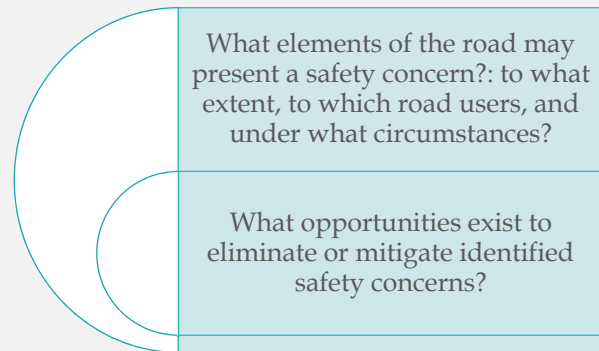 What elements of the road may
present a safety concern?: to what
extent, to which road users, and
under what circumstances?
What opportunities exist to
eliminate or mitigate identified
safety concerns?